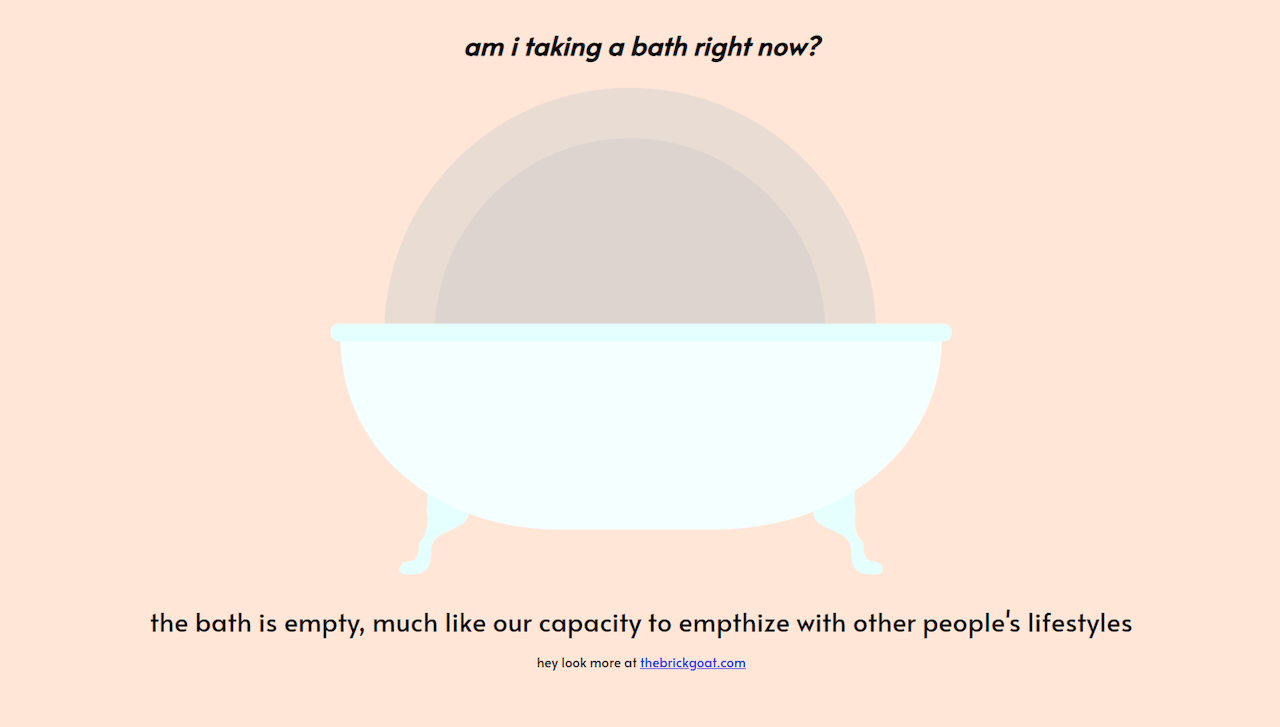 am i taking a bath right now?
the bath is empty, much like our capacity to empthize with other people's lifestyles
hey look more at thebrickgoat.com